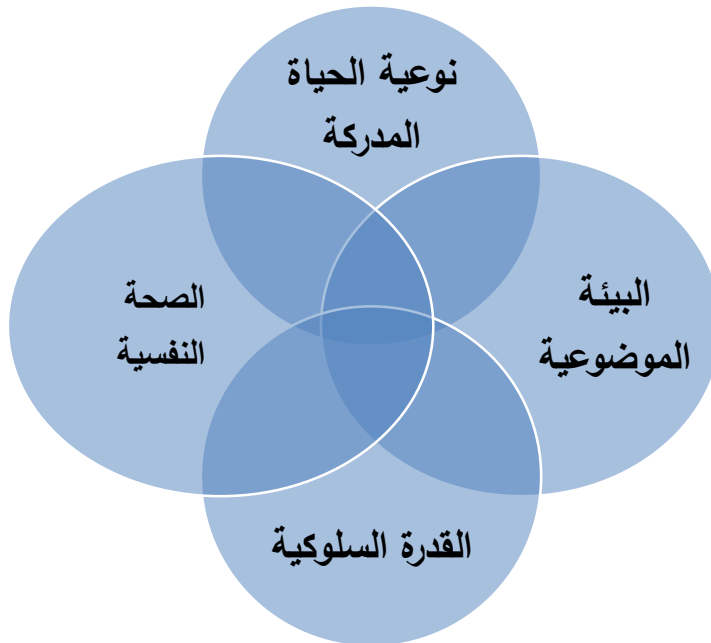 نوعية الحياة
المدركة
البيئة
الموضوعية
الصحة
النفسية
القدرة السلوكية